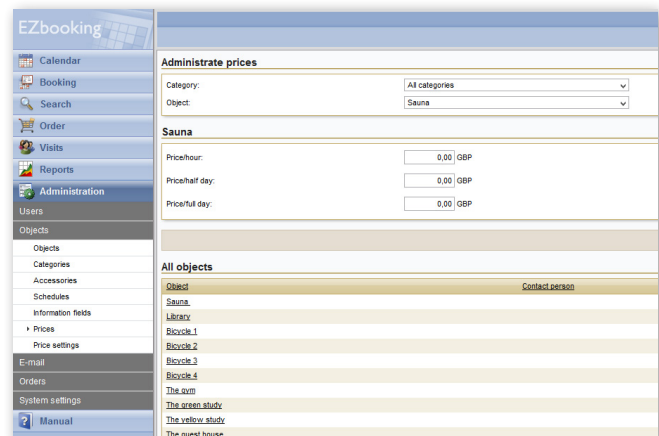 EZbooking
Calendar
Booking
Search
Order
Visits
Reports
Administration
Users
Objects
Objects
Categories
Accessories
Schedules
Information fields
Prices
Price settings
E-mail
Orders
System settings
Manual
Administrate prices
Category: All categories
Object: Sauna
Sauna
Price/hour: 0,00 GBP
Price/half day: 0,00 GBP
Price/full day: 0,00 GBP
All objects
Object Contact person
Sauna
Library
Bicycle 1
Bicycle 2
Bicycle 3
Bicycle 4
The gym
The green study
The yellow study
The guest house